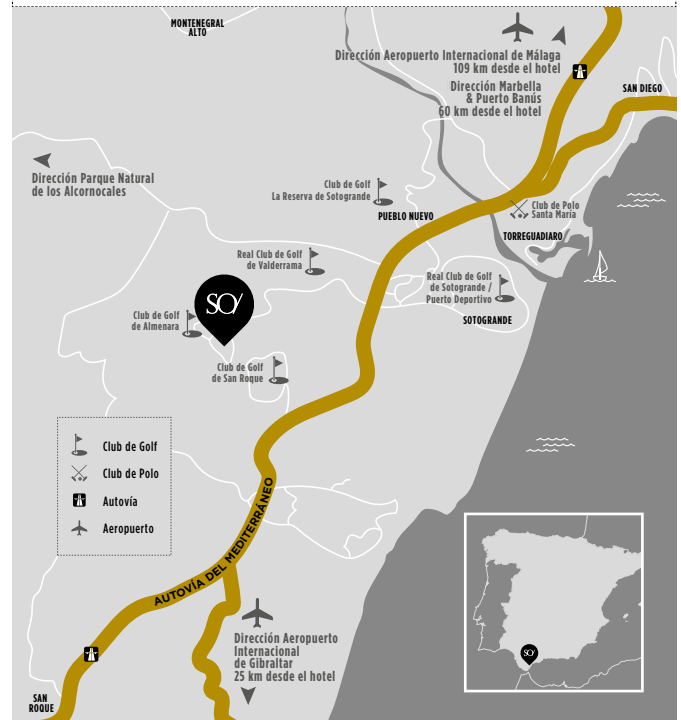 MONTENEGRAL
ALTO
Dirección Aeropuerto Internacional de Málaga
109 km desde el hotel
Dirección Marbella
& Puerto Banús
60 km desde el hotel
SAN DIEGO
Dirección Parque Natural
de los Alcornocales
Club de Golf
La Reserva de Sotogrande
PUEBLO NUEVO
Club de Polo
Santa María
TORREGUADIARO
Real Club de Golf
de Valderrama
Real Club de Golf
de Sotogrande /
Puerto Deportivo
SOTOGRANDE
SO/
Club de Golf
de Almenara
Club de Golf
de San Roque
Club de Golf
Club de Polo
Autovía
Aeropuerto
AUTOVÍA DEL MEDITERRÁNEO
Dirección Aeropuerto
Internacional
de Gibraltar
25 km desde el hotel
SAN
ROQUE
SO/